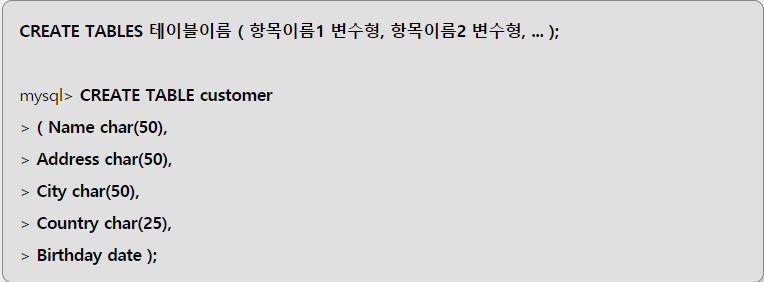 CREATE TABLES 테이블이름 ( 항목이름1 변수형, 항목이름2 변수형, ... );
mysql> CREATE TABLE customer
> ( Name char(50),
> Address char(50),
> City char(50),
> Country char(25),
> Birthday date );